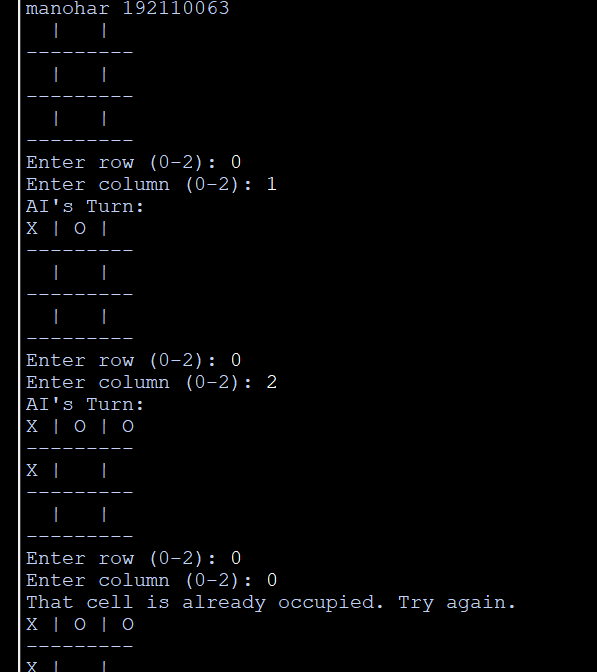 manohar 192110063
  |   |
---------
  |   |
---------
  |   |
---------
Enter row (0-2): 0
Enter column (0-2): 1
AI's Turn:
X | O |
---------
  |   |
---------
  |   |
---------
Enter row (0-2): 0
Enter column (0-2): 2
AI's Turn:
X | O | O
---------
X |   |
---------
  |   |
---------
Enter row (0-2): 0
Enter column (0-2): 0
That cell is already occupied. Try again.
X | O | O
---------
X |   |